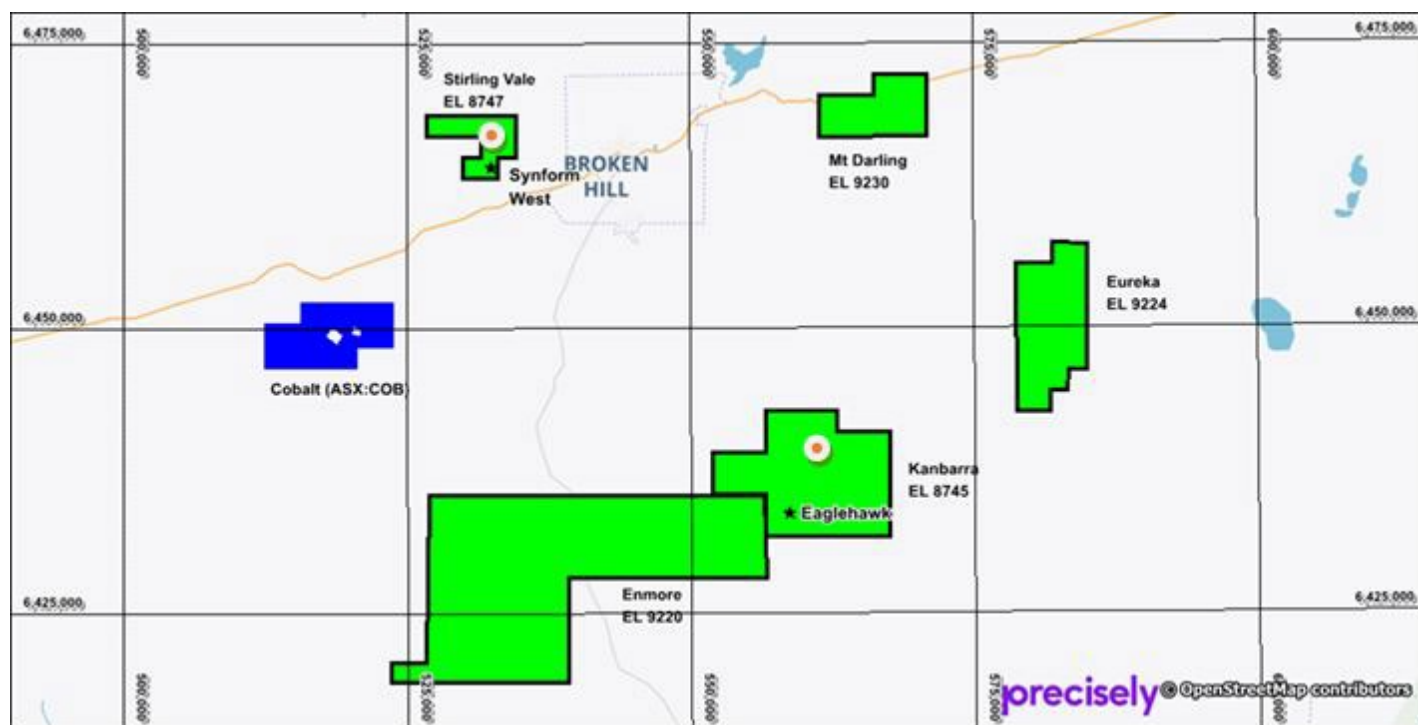 6,475,000
500,000
525,000
550,000
575,000
600,000
6,475,000
Stirling Vale
EL 8747
Synform
West
BROKEN
HILL
Mt Darling
EL 9230
Eureka
EL 9224
6,450,000
6,450,000
Cobalt (ASX:COB)
Kanbarra
EL 8745
Eaglehawk
Enmore
EL 9220
6,425,000
6,425,000
500,000
525,000
550,000
575,000
600,000
precisely © OpenStreetMap contributors